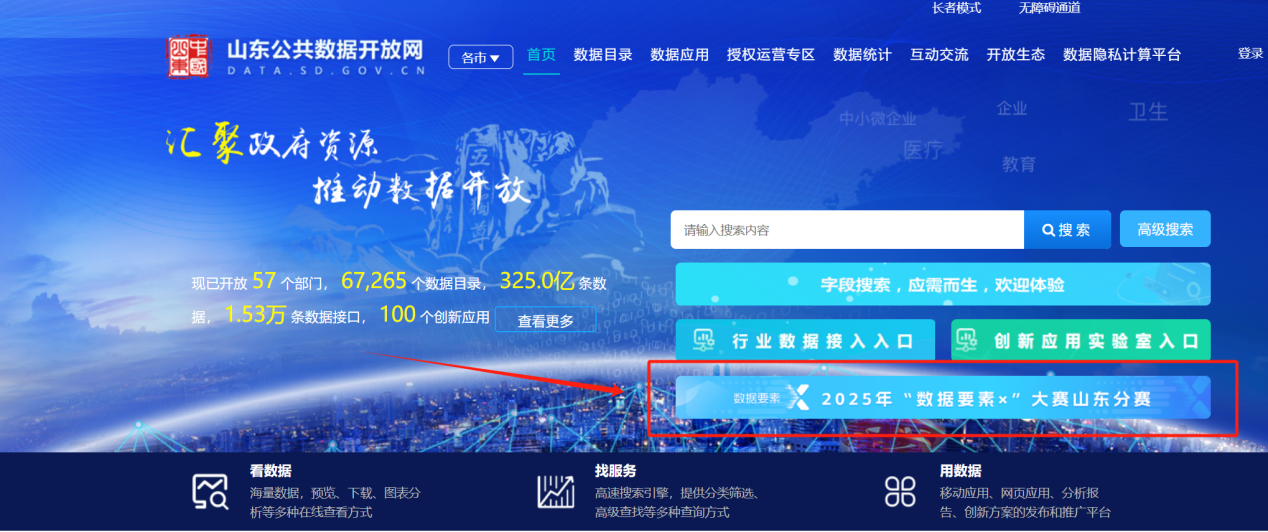 长者模式 无障碍通道
山东公共数据开放网
DATA.SD.GOV.CN
各市▼ 首页 数据目录 数据应用 授权运营专区 数据统计 互动交流 开放生态 数据隐私计算平台 登录
中小微企业 企业 卫生
医疗 教育
汇聚政府资源
推动数据开放
请输入搜索内容 搜索 高级搜索
现已开放 57 个部门， 67,265 个数据目录， 325.0亿 条数
据， 1.53万 条数据接口， 100 个创新应用 查看更多
字段搜索，应需而生，欢迎体验
行业数据接入入口 创新应用实验室入口
数据要素 X 2025年“数据要素×”大赛山东分赛
看数据
海量数据，预览、下载、图表分
析等多种在线查看方式
找服务
高速搜索引擎，提供分类筛选、
高级查找等多种查询方式
用数据
移动应用、网页应用、分析报
告、创新方案的发布和推广平台